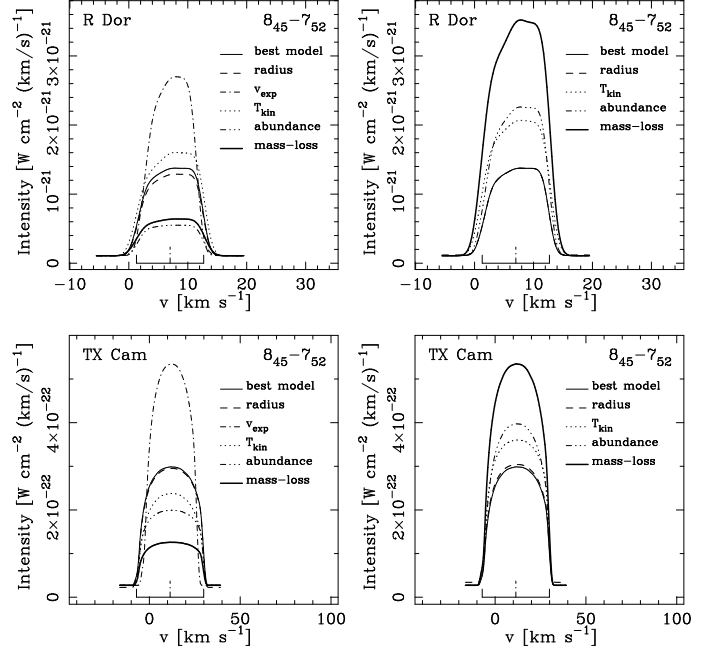 R Dor 8₄₅−7₅₂
best model
radius
vₑₓₚ
Tₖᵢₙ
abundance
mass−loss
Intensity [W cm⁻² (km/s)⁻¹]
3×10⁻²¹
2×10⁻²¹
10⁻²¹
0
−10 0 10 20 30
v [km s⁻¹]
R Dor 8₄₅−7₅₂
best model
radius
Tₖᵢₙ
abundance
mass−loss
Intensity [W cm⁻² (km/s)⁻¹]
3×10⁻²¹
2×10⁻²¹
10⁻²¹
0
−10 0 10 20 30
v [km s⁻¹]
TX Cam 8₄₅−7₅₂
best model
radius
vₑₓₚ
Tₖᵢₙ
abundance
mass−loss
Intensity [W cm⁻² (km/s)⁻¹]
4×10⁻²²
2×10⁻²²
0
0 50 100
v [km s⁻¹]
TX Cam 8₄₅−7₅₂
best model
radius
Tₖᵢₙ
abundance
mass−loss
Intensity [W cm⁻² (km/s)⁻¹]
4×10⁻²²
2×10⁻²²
0
0 50 100
v [km s⁻¹]